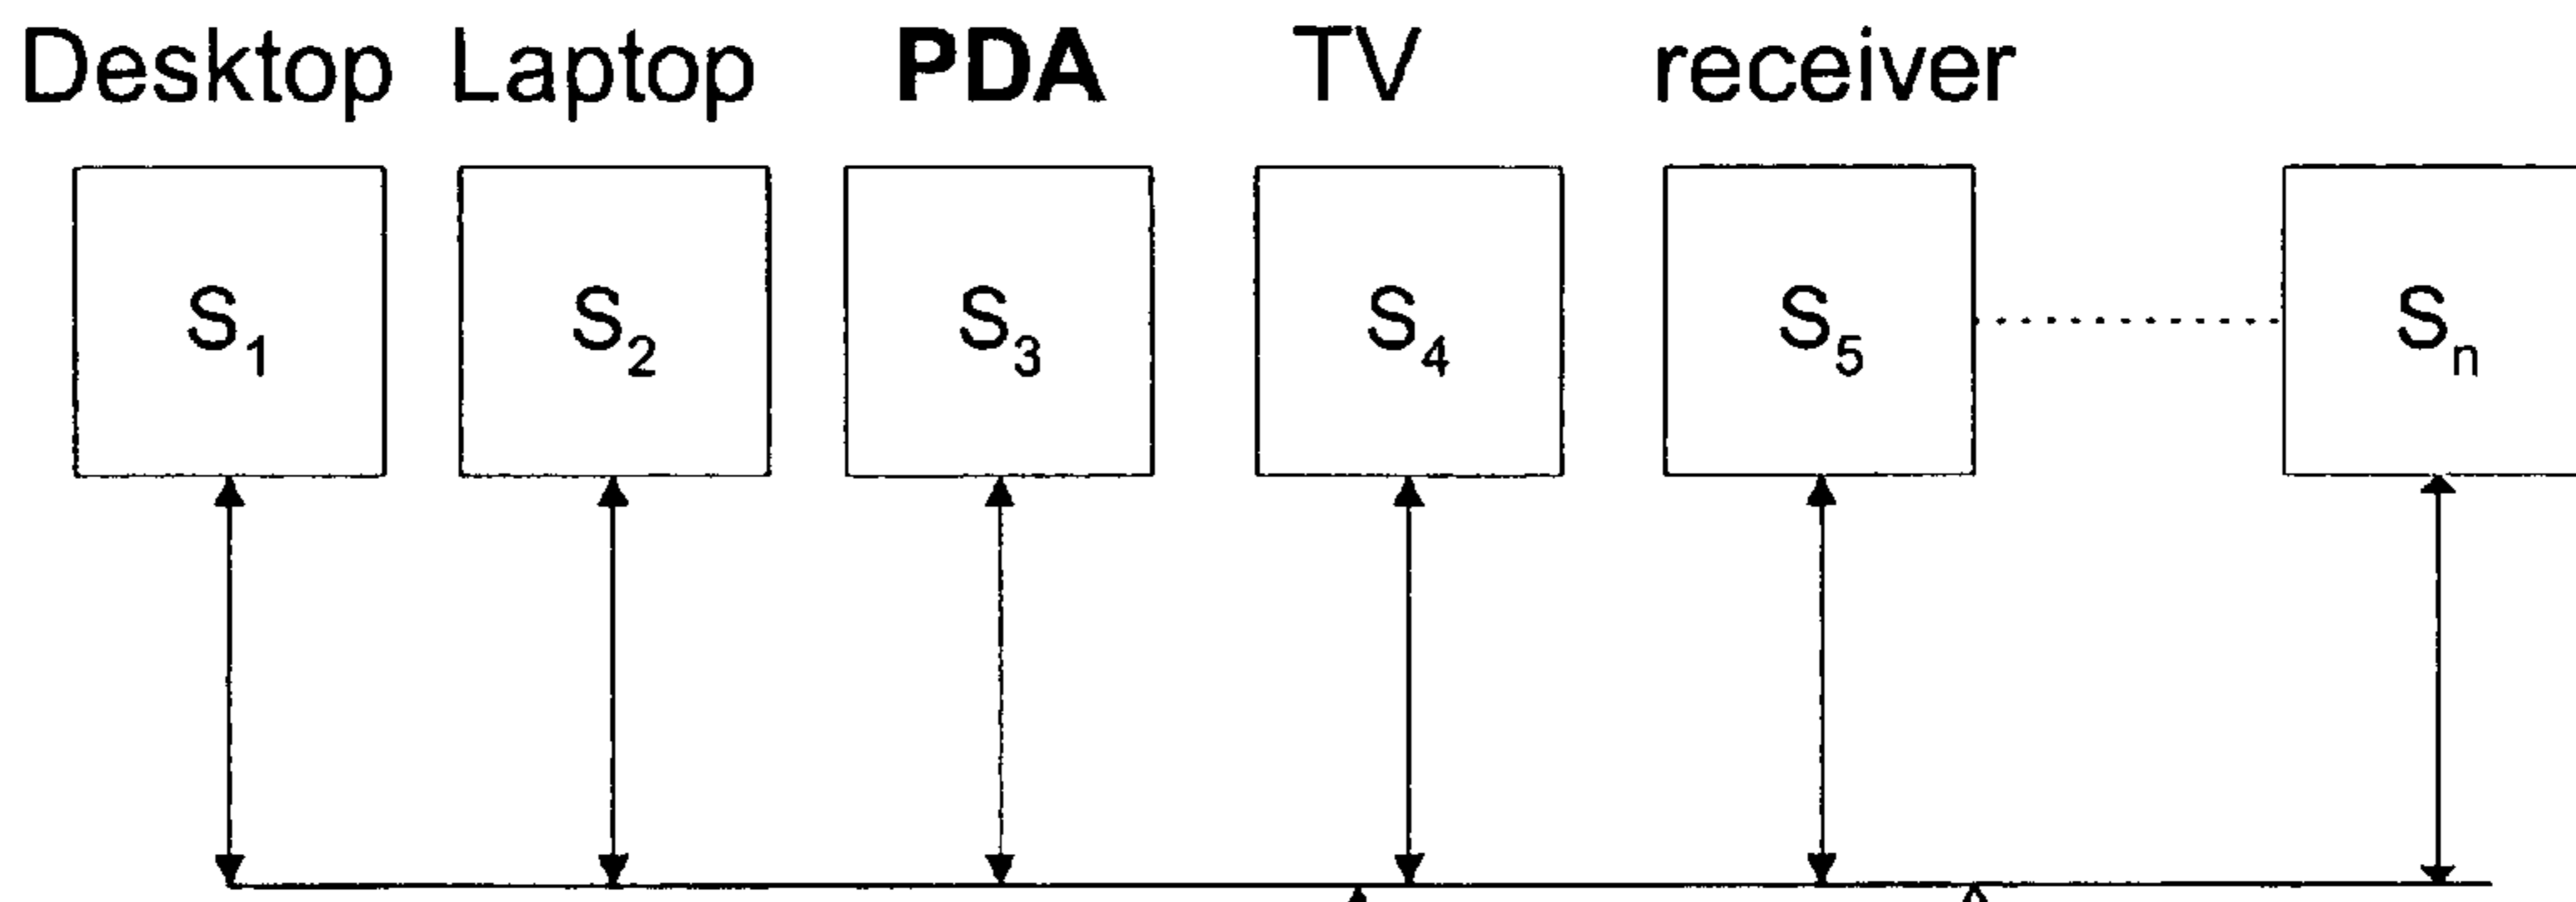 Desktop Laptop PDA TV receiver
S₁ S₂ S₃ S₄ S₅ Sₙ